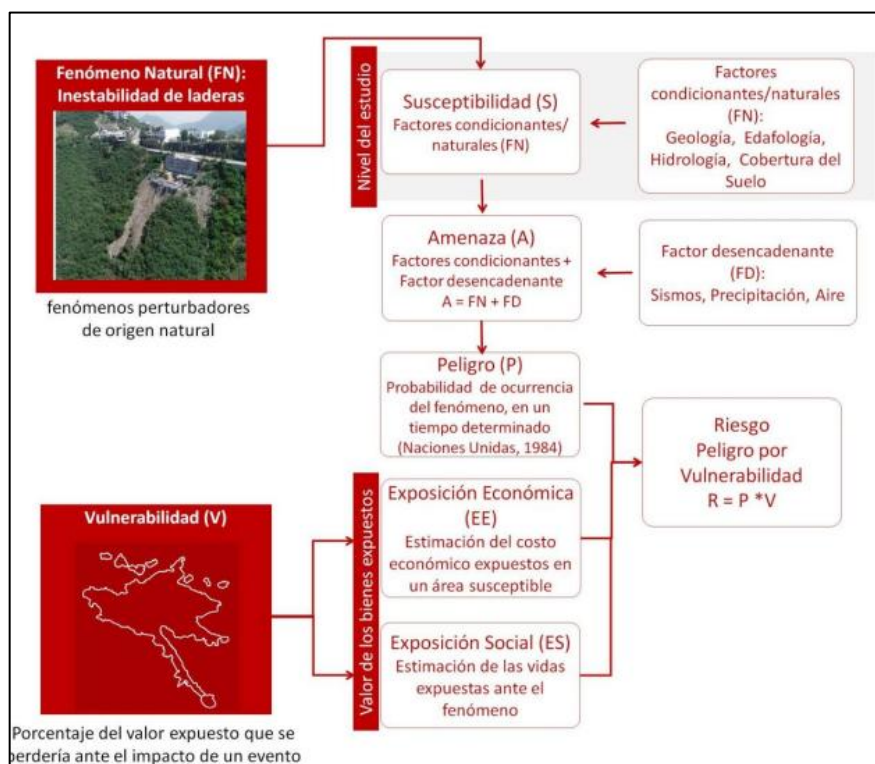 Fenómeno Natural (FN):
Inestabilidad de laderas
fenómenos perturbadores
de origen natural
Nivel del estudio
Susceptibilidad (S)
Factores condicionantes/
naturales (FN)
Factores
condicionantes/naturales
(FN):
Geología, Edafología,
Hidrología, Cobertura del
Suelo
Amenaza (A)
Factores condicionantes +
Factor desencadenante
A = FN + FD
Factor desencadenante
(FD):
Sismos, Precipitación, Aire
Peligro (P)
Probabilidad de ocurrencia
del fenómeno, en un
tiempo determinado
(Naciones Unidas, 1984)
Riesgo
Peligro por
Vulnerabilidad
R = P *V
Vulnerabilidad (V)
Porcentaje del valor expuesto que se
perdería ante el impacto de un evento
Valor de los bienes expuestos
Exposición Económica
(EE)
Estimación del costo
económico expuestos en
un área susceptible
Exposición Social (ES)
Estimación de las vidas
expuestas ante el
fenómeno